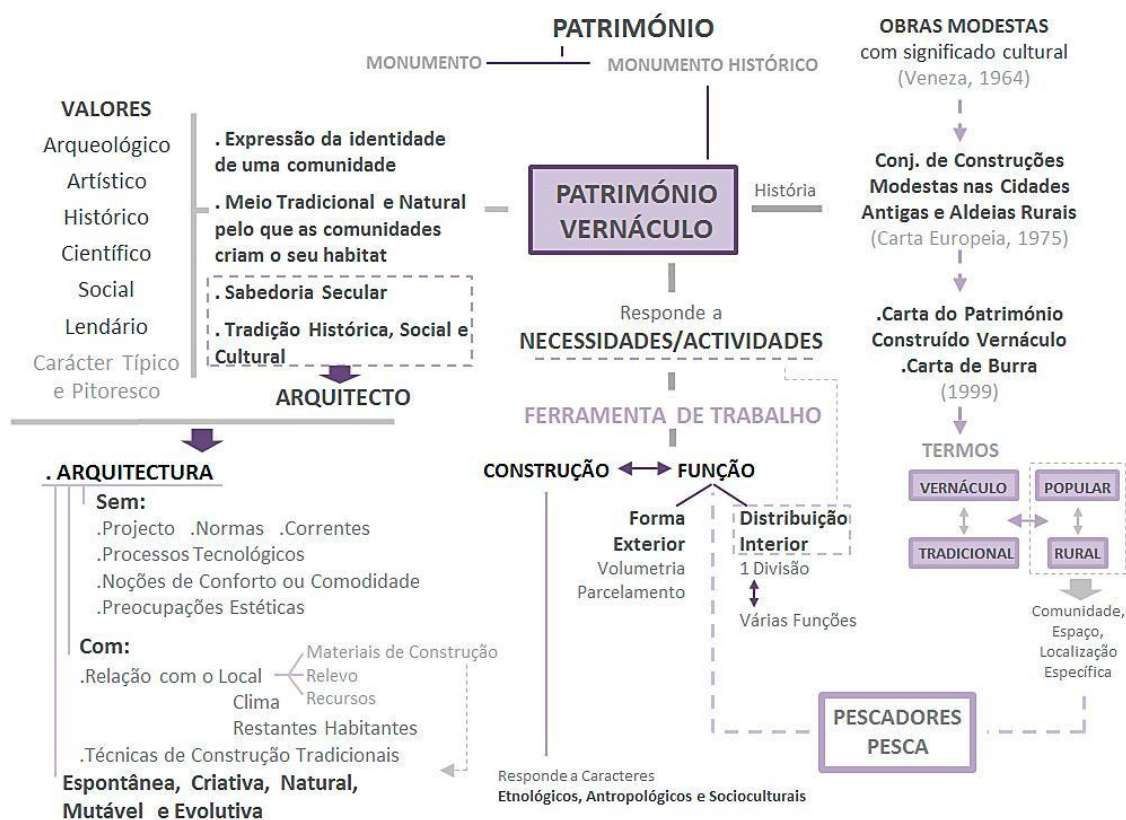 PATRIMÓNIO
MONUMENTO
MONUMENTO HISTÓRICO
OBRAS MODESTAS
com significado cultural
(Veneza, 1964)
VALORES
Arqueológico
Artístico
Histórico
Científico
Social
Lendário
Carácter Típico
e Pitoresco
. Expressão da identidade
de uma comunidade
. Meio Tradicional e Natural
pelo que as comunidades
criam o seu habitat
. Sabedoria Secular
. Tradição Histórica, Social e
Cultural
ARQUITECTO
PATRIMÓNIO
VERNÁCULO
História
Conj. de Construções
Modestas nas Cidades
Antigas e Aldeias Rurais
(Carta Europeia, 1975)
.Carta do Património
Construído Vernáculo
.Carta de Burra
(1999)
TERMOS
VERNÁCULO
POPULAR
TRADICIONAL
RURAL
Comunidade,
Espaço,
Localização
Específica
Responde a
NECESSIDADES/ACTIVIDADES
FERRAMENTA DE TRABALHO
CONSTRUÇÃO
FUNÇÃO
Forma
Exterior
Volumetria
Parcelamento
Distribuição
Interior
1 Divisão
Várias Funções
PESCADORES
PESCA
Responde a Caracteres
Etnológicos, Antropológicos e Socioculturais
. ARQUITECTURA
Sem:
.Projecto .Normas .Correntes
.Processos Tecnológicos
.Noções de Conforto ou Comodidade
.Preocupações Estéticas
Com:
.Relação com o Local
Materiais de Construção
Relevo
Recursos
Clima
Restantes Habitantes
.Técnicas de Construção Tradicionais
Espontânea, Criativa, Natural,
Mutável e Evolutiva